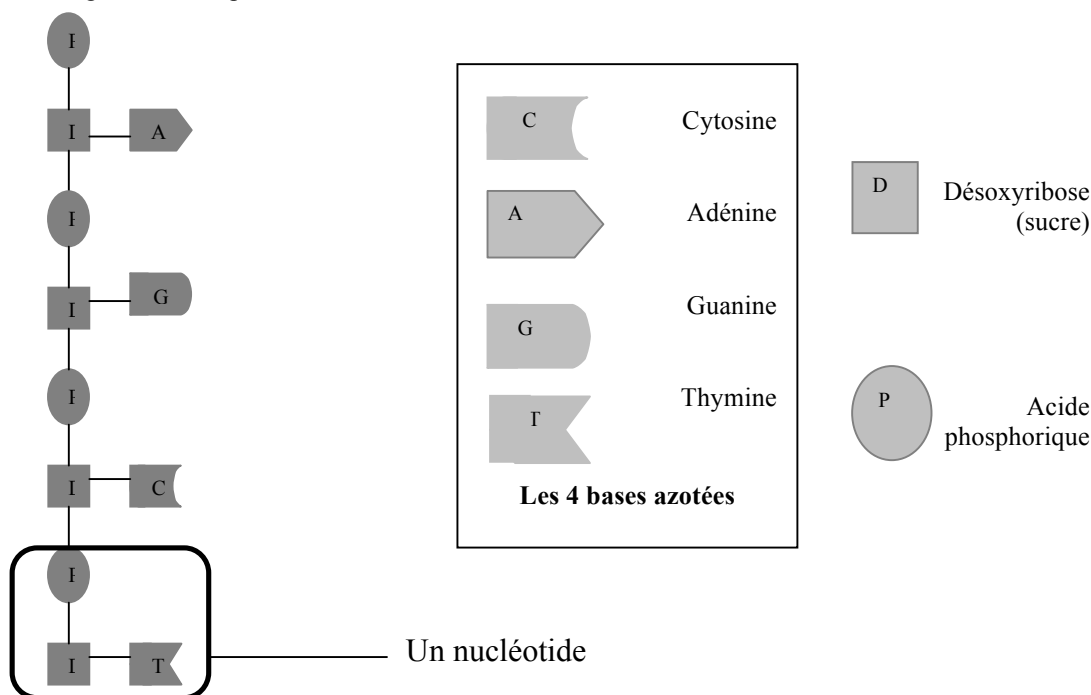 P
D
A
P
D
G
P
D
C
P
D
T
Un nucléotide
C
Cytosine
A
Adénine
G
Guanine
T
Thymine
Les 4 bases azotées
D
Désoxyribose
(sucre)
P
Acide
phosphorique